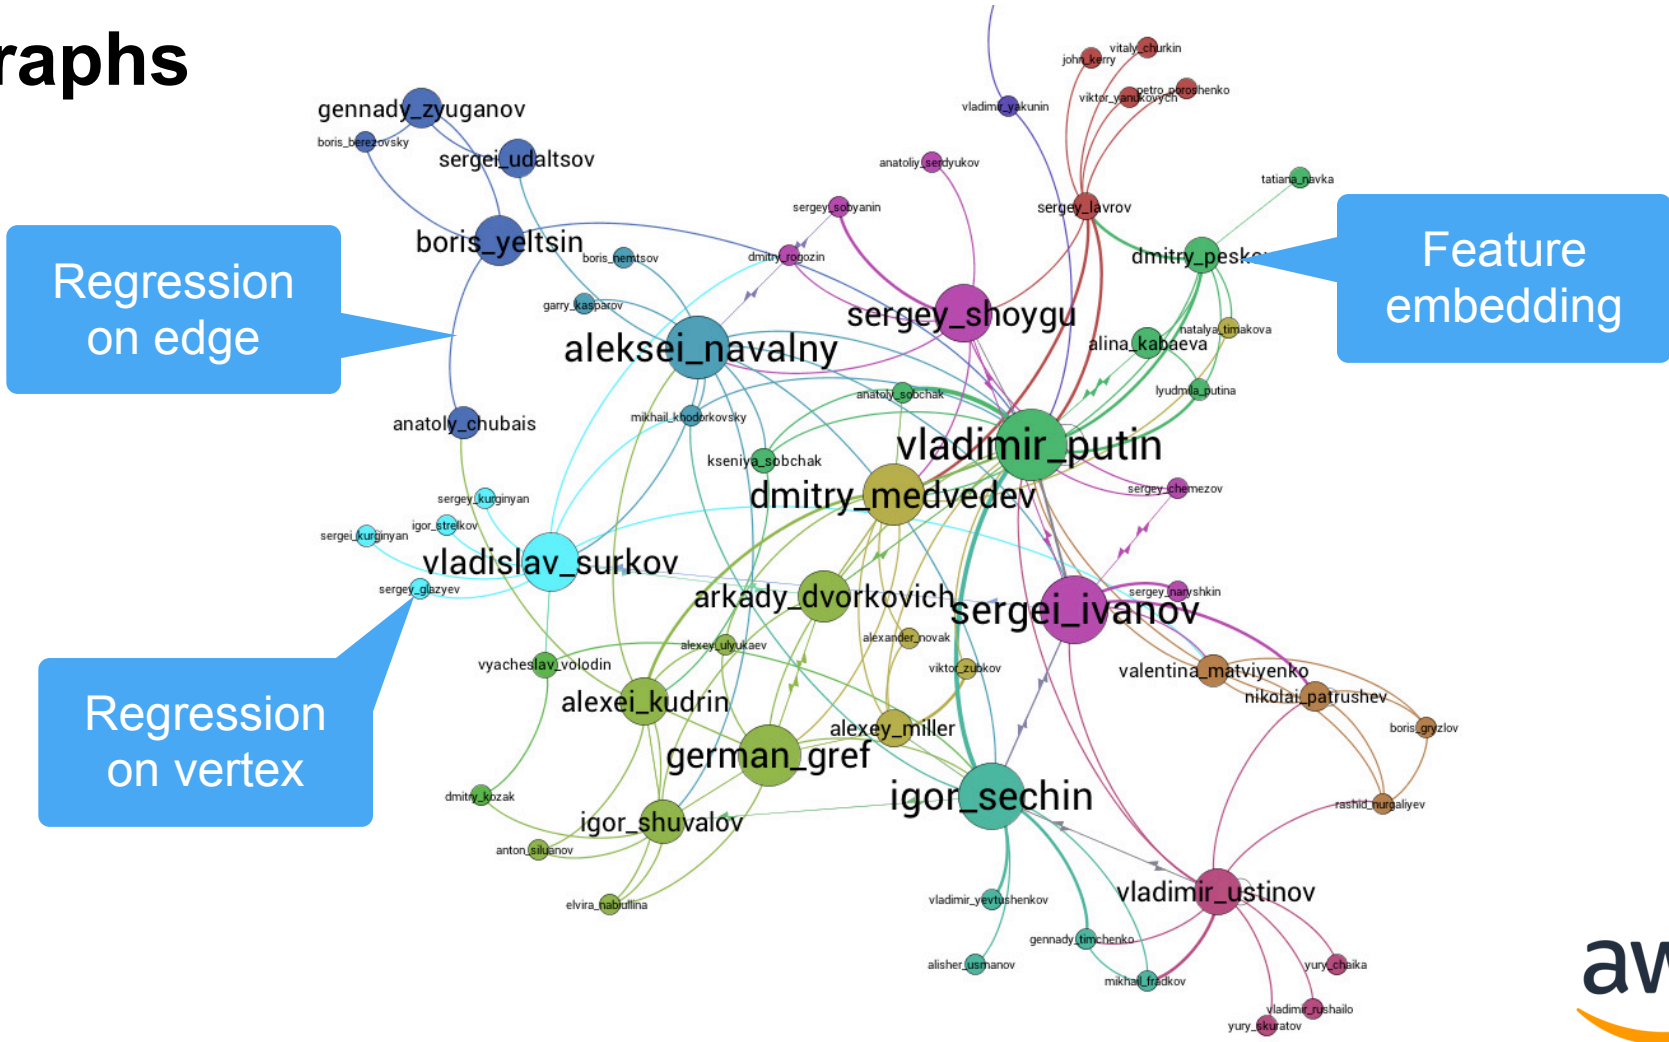 raphs
vitaly_churkin
john_kerry
petro_poroshenko
viktor_yanukovych
vladimir_yakunin
gennady_zyuganov
boris_berezovsky
sergei_udaltsov
anatoliy_serdyukov
tatiana_navka
sergey_sobyanin
sergey_lavrov
boris_yeltsin
boris_nemtsov
dmitry_rogozin
dmitry_pesko
Feature
embedding
Regression
on edge
garry_kasparov
sergey_shoygu
natalya_timakova
alina_kabaeva
aleksei_navalny
anatoly_sobchak
lyudmila_putina
mikhail_khodorkovsky
anatoly_chubais
vladimir_putin
kseniya_sobchak
dmitry_medvedev
sergey_chemezov
sergey_kurginyan
igor_strelkov
sergei_kurginyan
vladislav_surkov
sergey_glazyev
arkady_dvorkovich
sergei_ivanov
sergey_naryshkin
alexey_ulyukaev
alexander_novak
viktor_zubkov
vyacheslav_volodin
valentina_matviyenko
nikolai_patrushev
Regression
on vertex
alexei_kudrin
alexey_miller
boris_gryzlov
german_gref
dmitry_kozak
igor_sechin
rashid_nurgaliyev
igor_shuvalov
anton_siluanov
elvira_nabiullina
vladimir_yevtushenkov
vladimir_ustinov
gennady_timchenko
alisher_usmanov
mikhail_fradkov
yury_chaika
vladimir_rushailo
yury_skuratov
aw